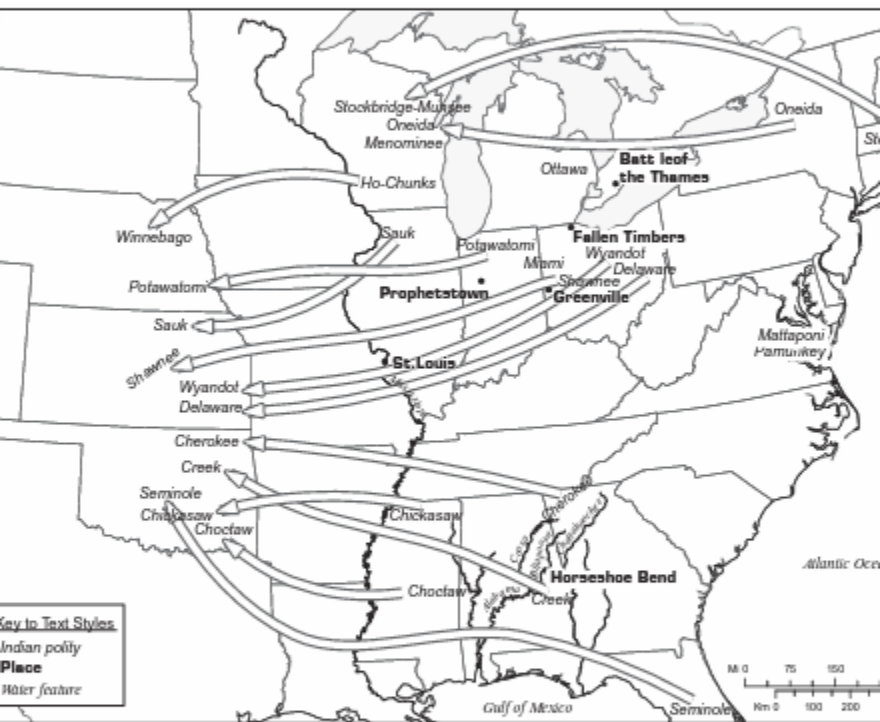 Stockbridge-Munsee
Oneida
Menominee
Oneida
Ottawa
Batt leof
the Thames
Ho-Chunks
Winnebago
Sauk
Potawatomi
Fallen Timbers
Wyandot
Miami
Delaware
Shawnee
Greenville
Prophetstown
Potawatomi
Sauk
Shawnee
St.Louis
Wyandot
Delaware
Mattaponi
Pamunkey
Cherokee
Creek
Seminole
Chickasaw
Choctaw
Chickasaw
Cherokee
Choctaw
Alabama
Horseshoe Bend
Creek
Atlantic Oce
Seminole
Gulf of Mexico
Key to Text Styles
Indian polity
Place
Water feature
Mi 0 75 150
Km 0 100 200